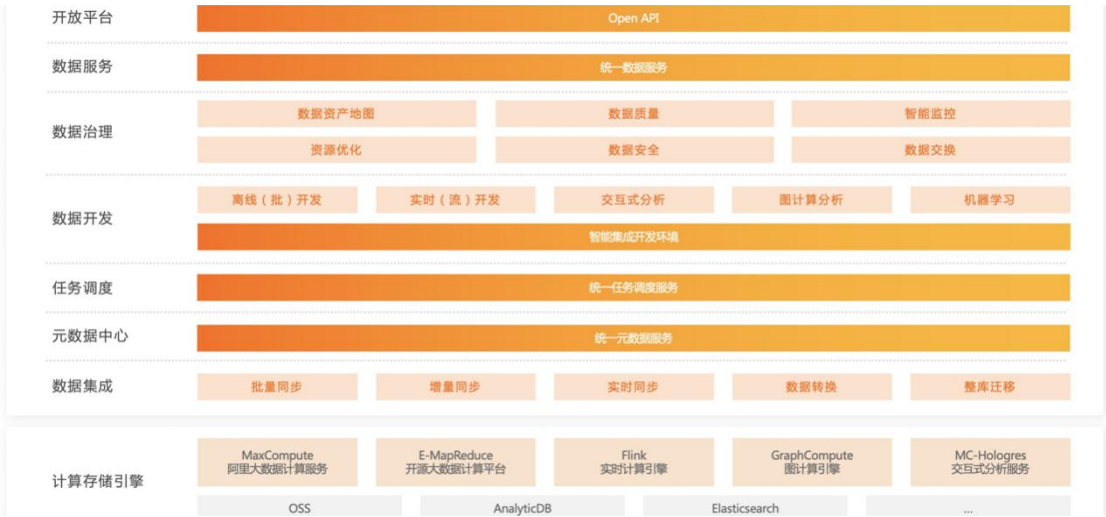 开放平台
Open API
数据服务
统一数据服务
数据治理
数据资产地图
数据质量
智能监控
资源优化
数据安全
数据交换
数据开发
离线（批）开发
实时（流）开发
交互式分析
图计算分析
机器学习
智能集成开发环境
任务调度
统一任务调度服务
元数据中心
统一元数据服务
数据集成
批量同步
增量同步
实时同步
数据转换
整库迁移
计算存储引擎
MaxCompute
阿里大数据计算服务
E-MapReduce
开源大数据计算平台
Flink
实时计算引擎
GraphCompute
图计算引擎
MC-Hologres
交互式分析服务
OSS
AnalyticDB
Elasticsearch
...